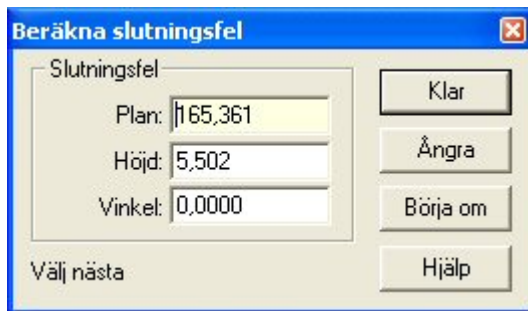 Beräkna slutningsfel
Slutningsfel
Plan: 165,361
Höjd: 5,502
Vinkel: 0,0000
Välj nästa
Klar
Ångra
Börja om
Hjälp